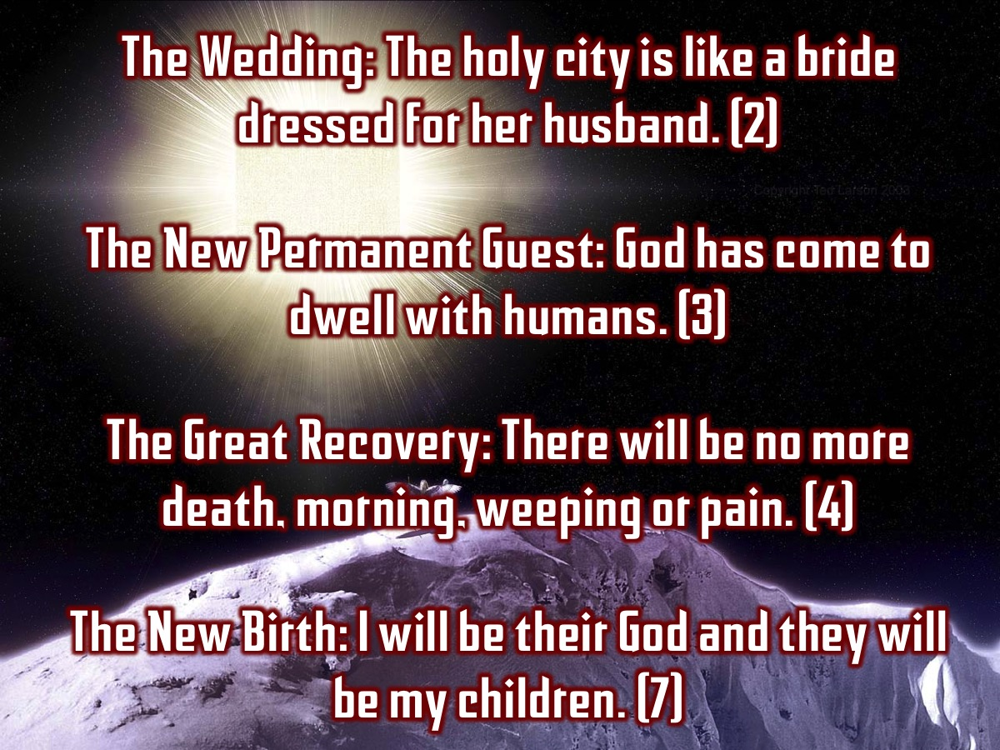 The Wedding: The holy city is like a bride
dressed for her husband. (2)
Copyright Ted Larson 2003
The New Permanent Guest: God has come to
dwell with humans. (3)
The Great Recovery: There will be no more
death, morning, weeping or pain. (4)
The New Birth: I will be their God and they will
be my children. (7)